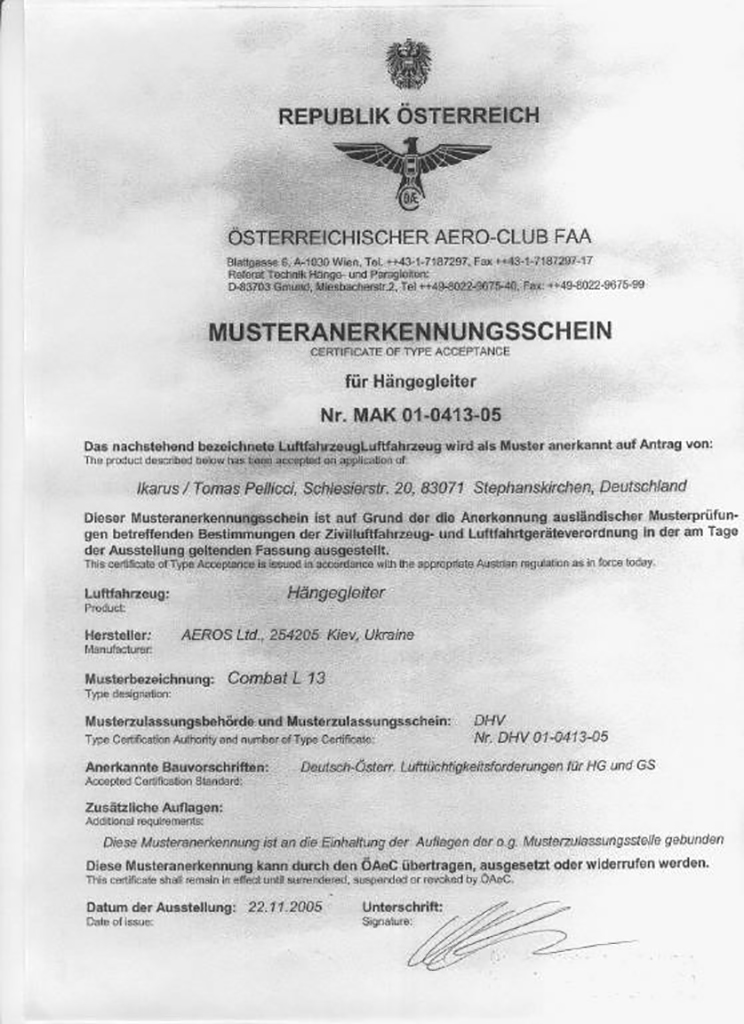 REPUBLIK ÖSTERREICH
ÖAE
ÖSTERREICHISCHER AERO-CLUB FAA
Blattgasse 6, A-1030 Wien, Tel. ++43-1-7187297, Fax ++43-1-7187297-17
Referat Technik Hänge- und Paragleiten:
D-83703 Gmund, Miesbacherstr.2, Tel ++49-8022-9675-40, Fax: ++49-8022-9675-99
MUSTERANERKENNUNGSSCHEIN
CERTIFICATE OF TYPE ACCEPTANCE
für Hängegleiter
Nr. MAK 01-0413-05
Das nachstehend bezeichnete LuftfahrzeugLuftfahrzeug wird als Muster anerkannt auf Antrag von:
The product described below has been accepted on application of:
Ikarus / Tomas Pellicci, Schlesierstr. 20, 83071 Stephanskirchen, Deutschland
Dieser Musteranerkennungsschein ist auf Grund der die Anerkennung ausländischer Musterprüfun-
gen betreffenden Bestimmungen der Zivilluftfahrzeug- und Luftfahrtgeräteverordnung in der am Tage
der Ausstellung geltenden Fassung ausgestellt.
This certificate of Type Acceptance is issued in accordance with the appropriate Austrian regulation as in force today.
Luftfahrzeug: Hängegleiter
Product:
Hersteller: AEROS Ltd., 254205 Kiev, Ukraine
Manufacturer:
Musterbezeichnung: Combat L 13
Type designation:
Musterzulassungsbehörde und Musterzulassungsschein: DHV
Type Certification Authority and number of Type Certificate: Nr. DHV 01-0413-05
Anerkannte Bauvorschriften: Deutsch-Österr. Lufttüchtigkeitsforderungen für HG und GS
Accepted Certification Standard:
Zusätzliche Auflagen:
Additional requirements:
Diese Musteranerkennung ist an die Einhaltung der Auflagen der o.g. Musterzulassungsstelle gebunden
Diese Musteranerkennung kann durch den ÖAeC übertragen, ausgesetzt oder widerrufen werden.
This certificate shall remain in effect until surrendered, suspended or revoked by ÖAeC.
Datum der Ausstellung: 22.11.2005 Unterschrift:
Date of issue: Signature: